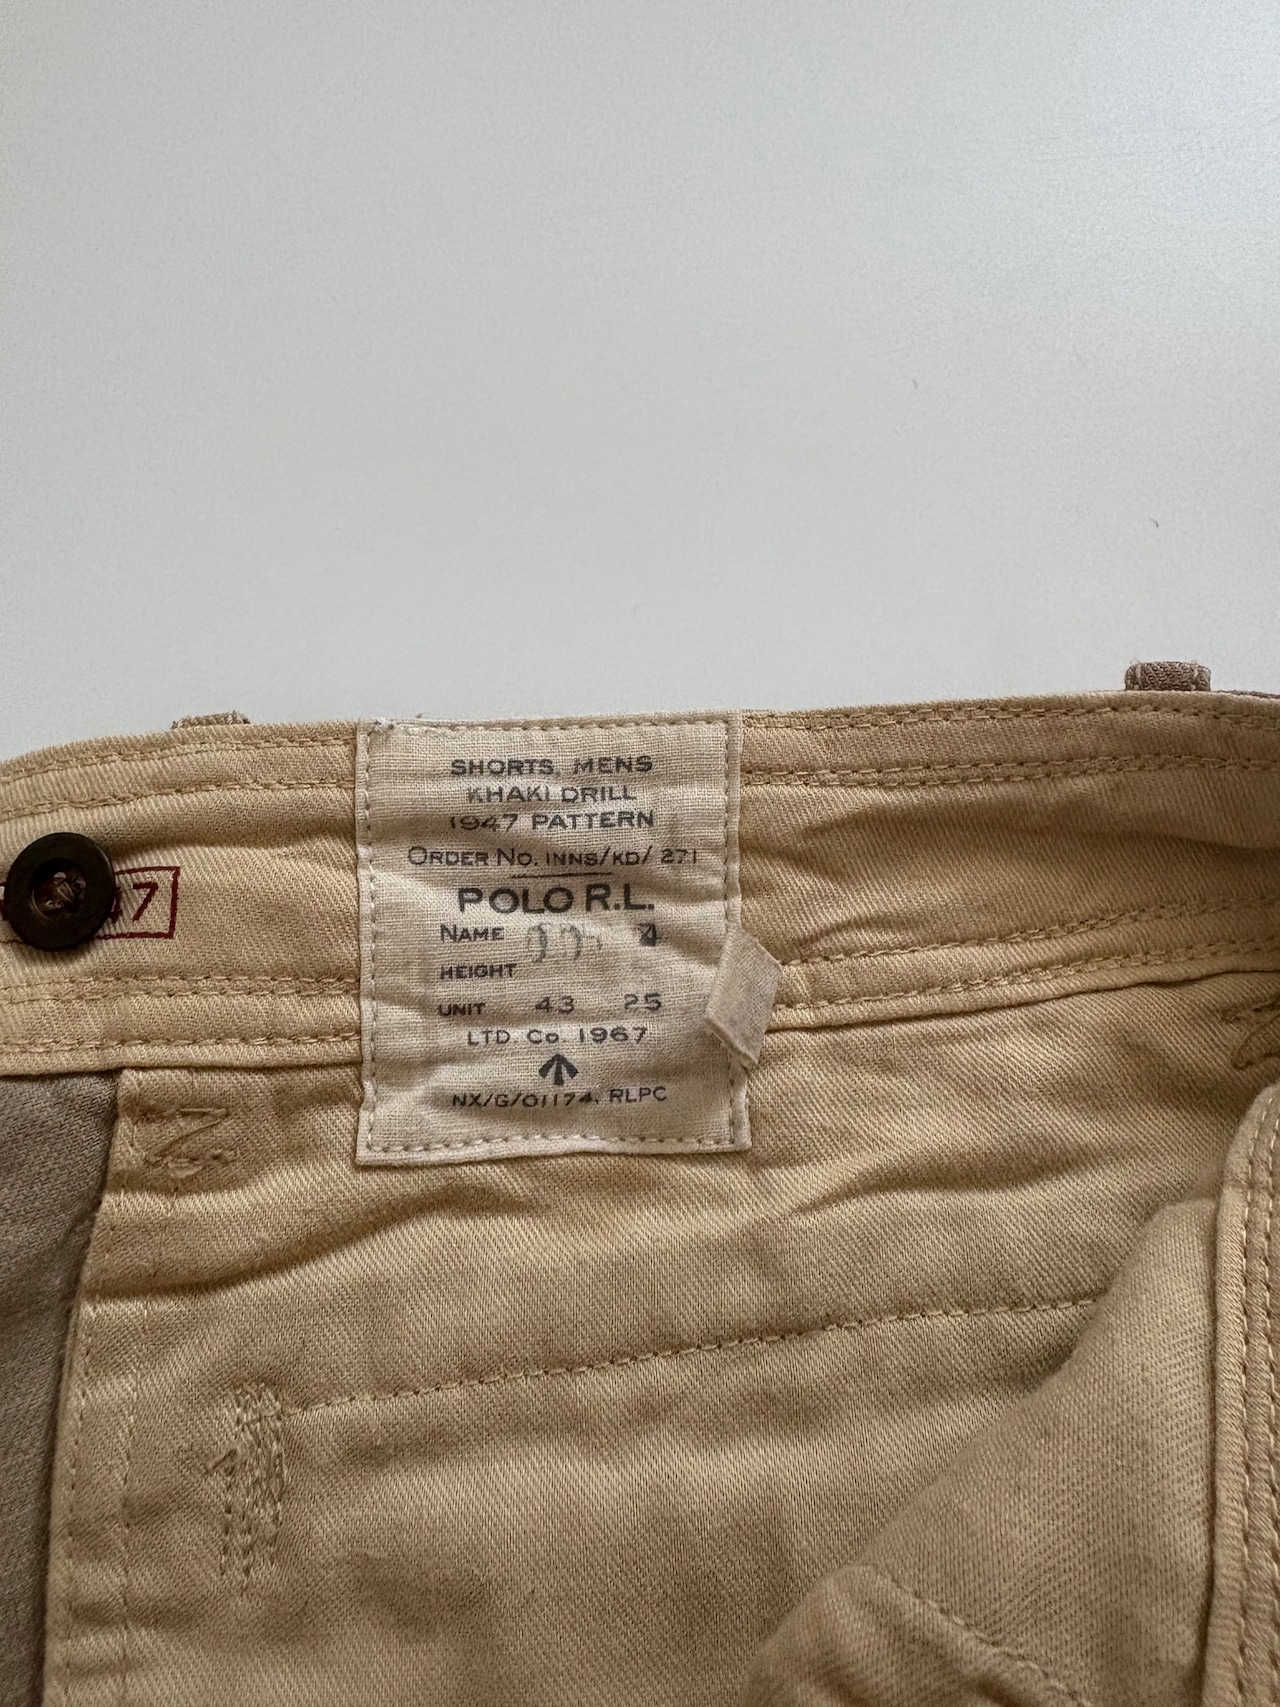 SHORTS, MENS
KHAKI DRILL
1947 PATTERN
ORDER NO. INNS/KD/ 271
POLO R.L.
NAME
HEIGHT
UNIT 43 25
LTD Co. 1967
NX/G/01174, RLPC
47